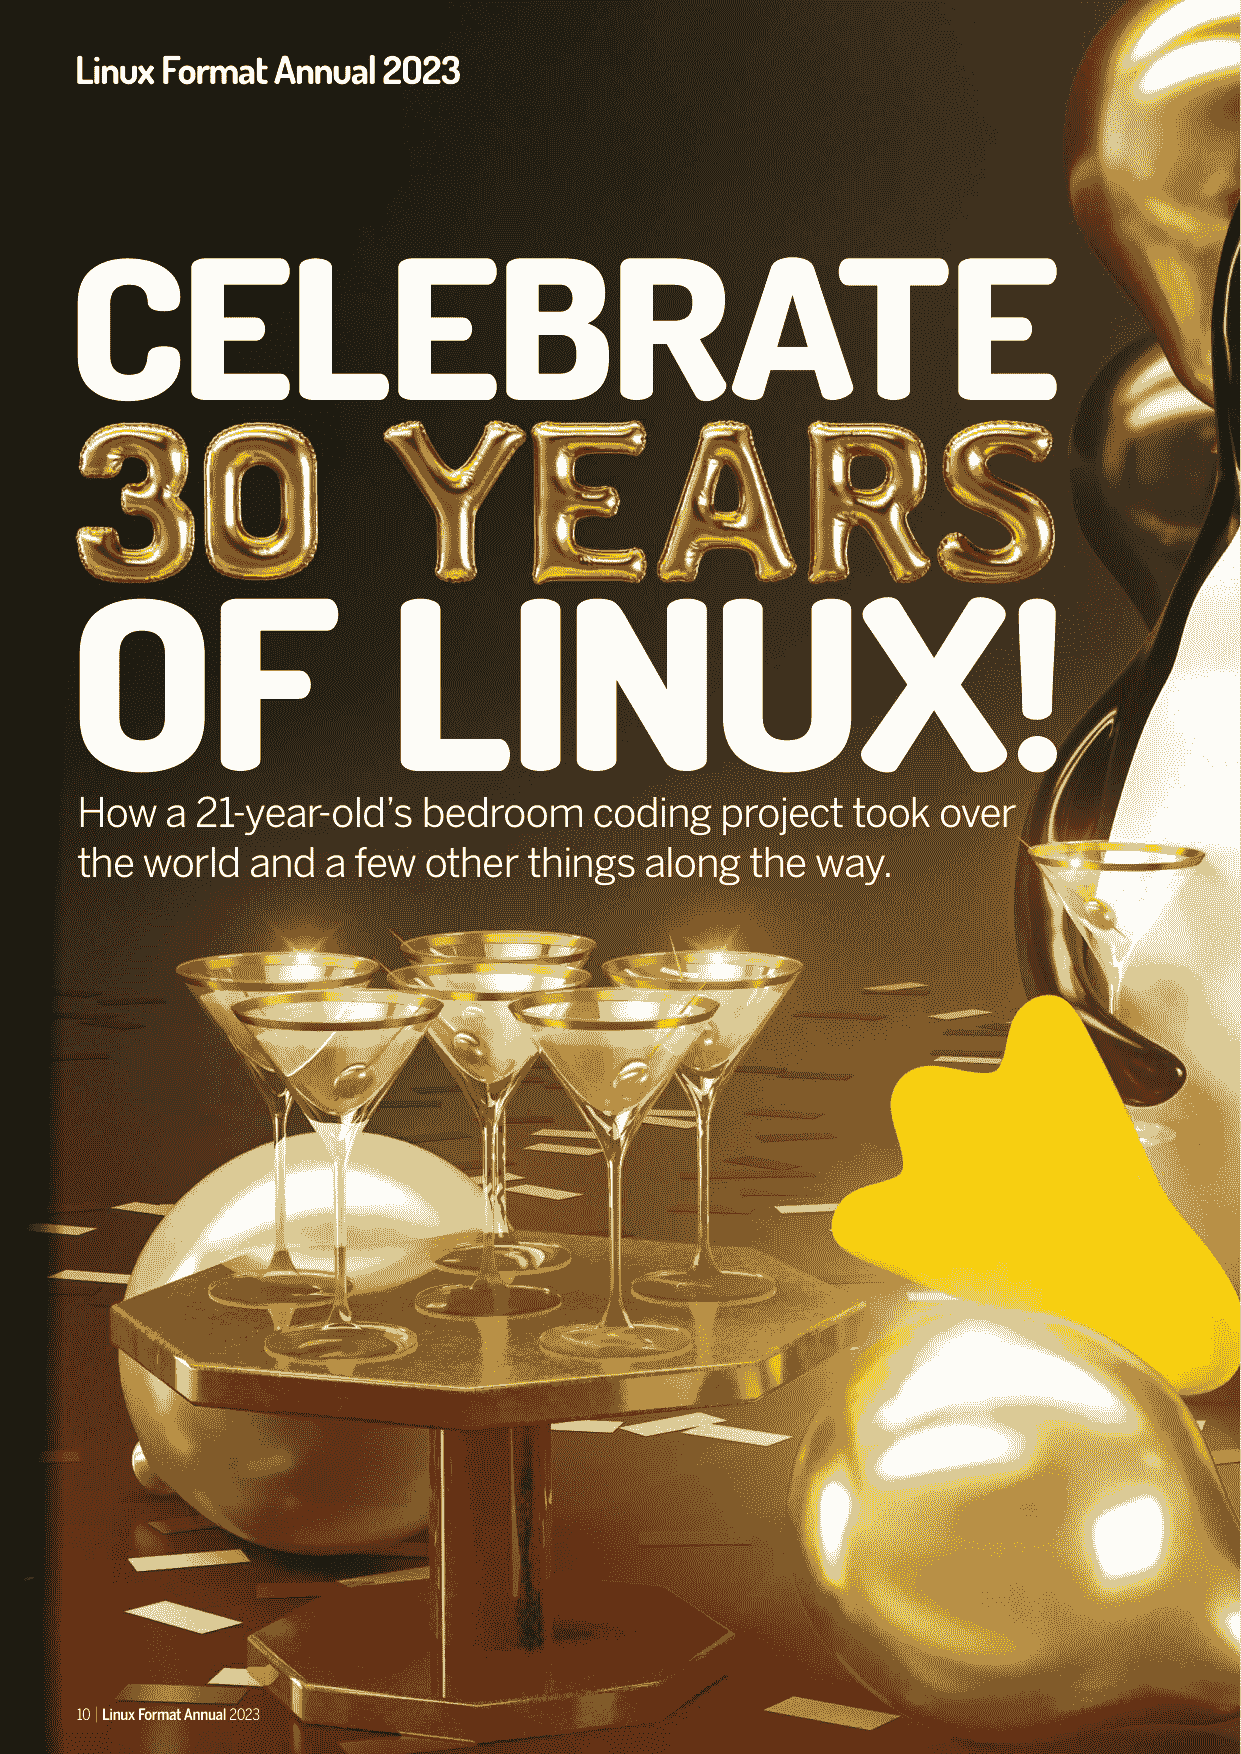 Linux Format Annual 2023
CELEBRATE
30 YEARS
OF LINUX!
How a 21-year-old’s bedroom coding project took over
the world and a few other things along the way.
10 | Linux Format Annual 2023